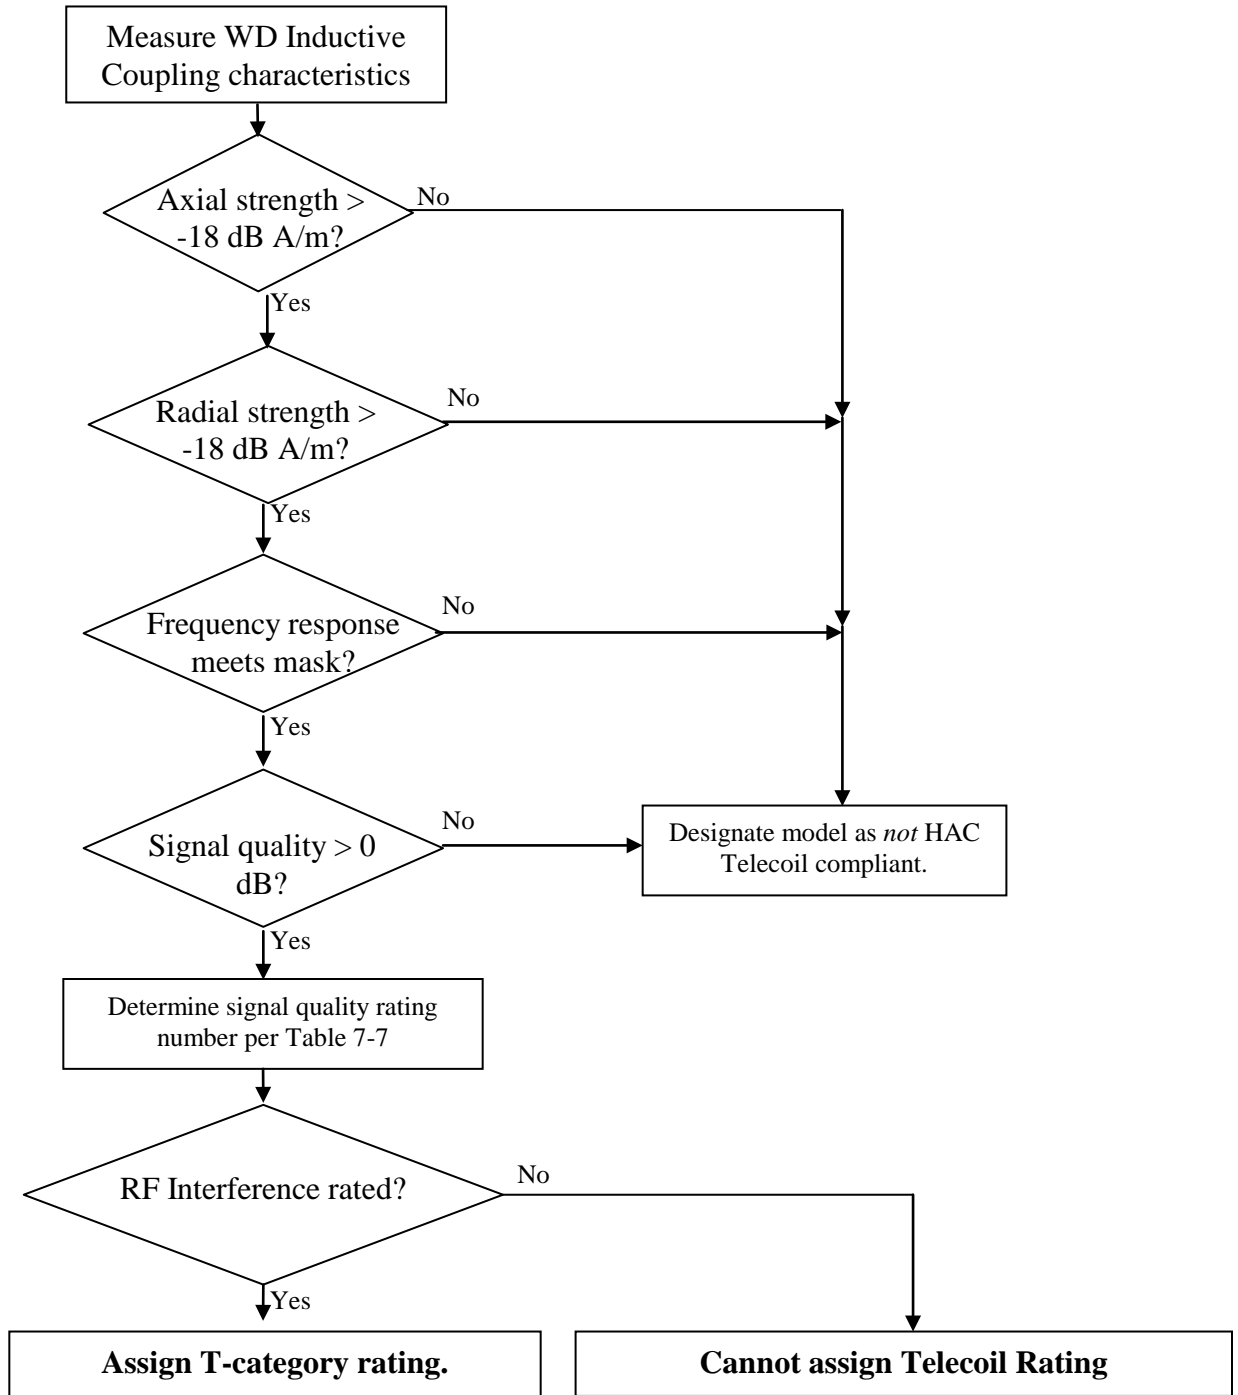 Measure WD Inductive
Coupling characteristics
Axial strength >
-18 dB A/m?
No
Yes
Radial strength >
-18 dB A/m?
No
Yes
Frequency response
meets mask?
No
Yes
Signal quality > 0
dB?
No
Designate model as not HAC
Telecoil compliant.
Yes
Determine signal quality rating
number per Table 7-7
RF Interference rated?
No
Yes
Assign T-category rating.
Cannot assign Telecoil Rating